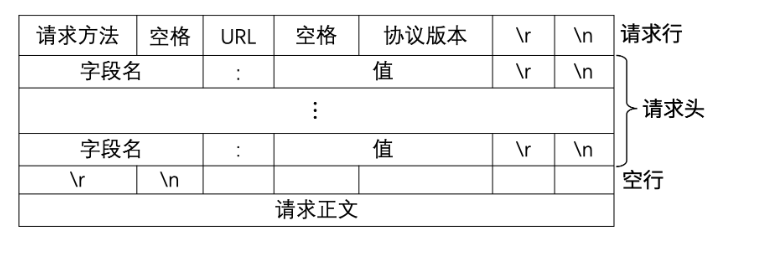 请求方法 空格 URL 空格 协议版本 \r \n 请求行
字段名 : 值 \r \n
⋮ 请求头
字段名 : 值 \r \n
\r \n 空行
请求正文